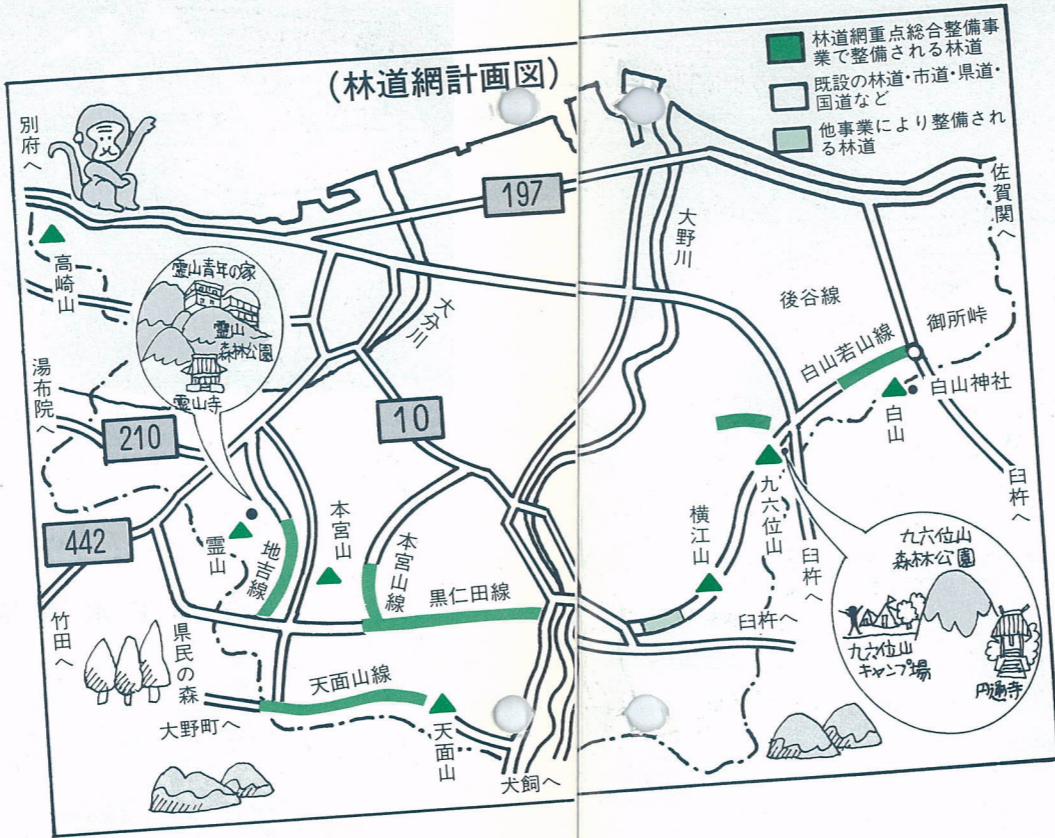 (林道網計画図)
林道網重点総合整備事
業で整備される林道
既設の林道・市道・県道・
国道など
他事業により整備され
る林道
別府へ
高崎山
霊山青年の家
霊山
森林公園
霊山寺
湯布院へ
210
442
197
10
大分川
大野川
佐賀関へ
後谷線
御所峠
白山若山線
白山神社
白山
臼杵へ
九六位山
横江山
臼杵へ
臼杵へ
九六位山
森林公園
九六位山
キャンプ場
円通寺
霊山
地吉線
本宮山
本宮山線
黒仁田線
竹田へ
県民の森
天面山線
大野町へ
天面山
犬飼へ